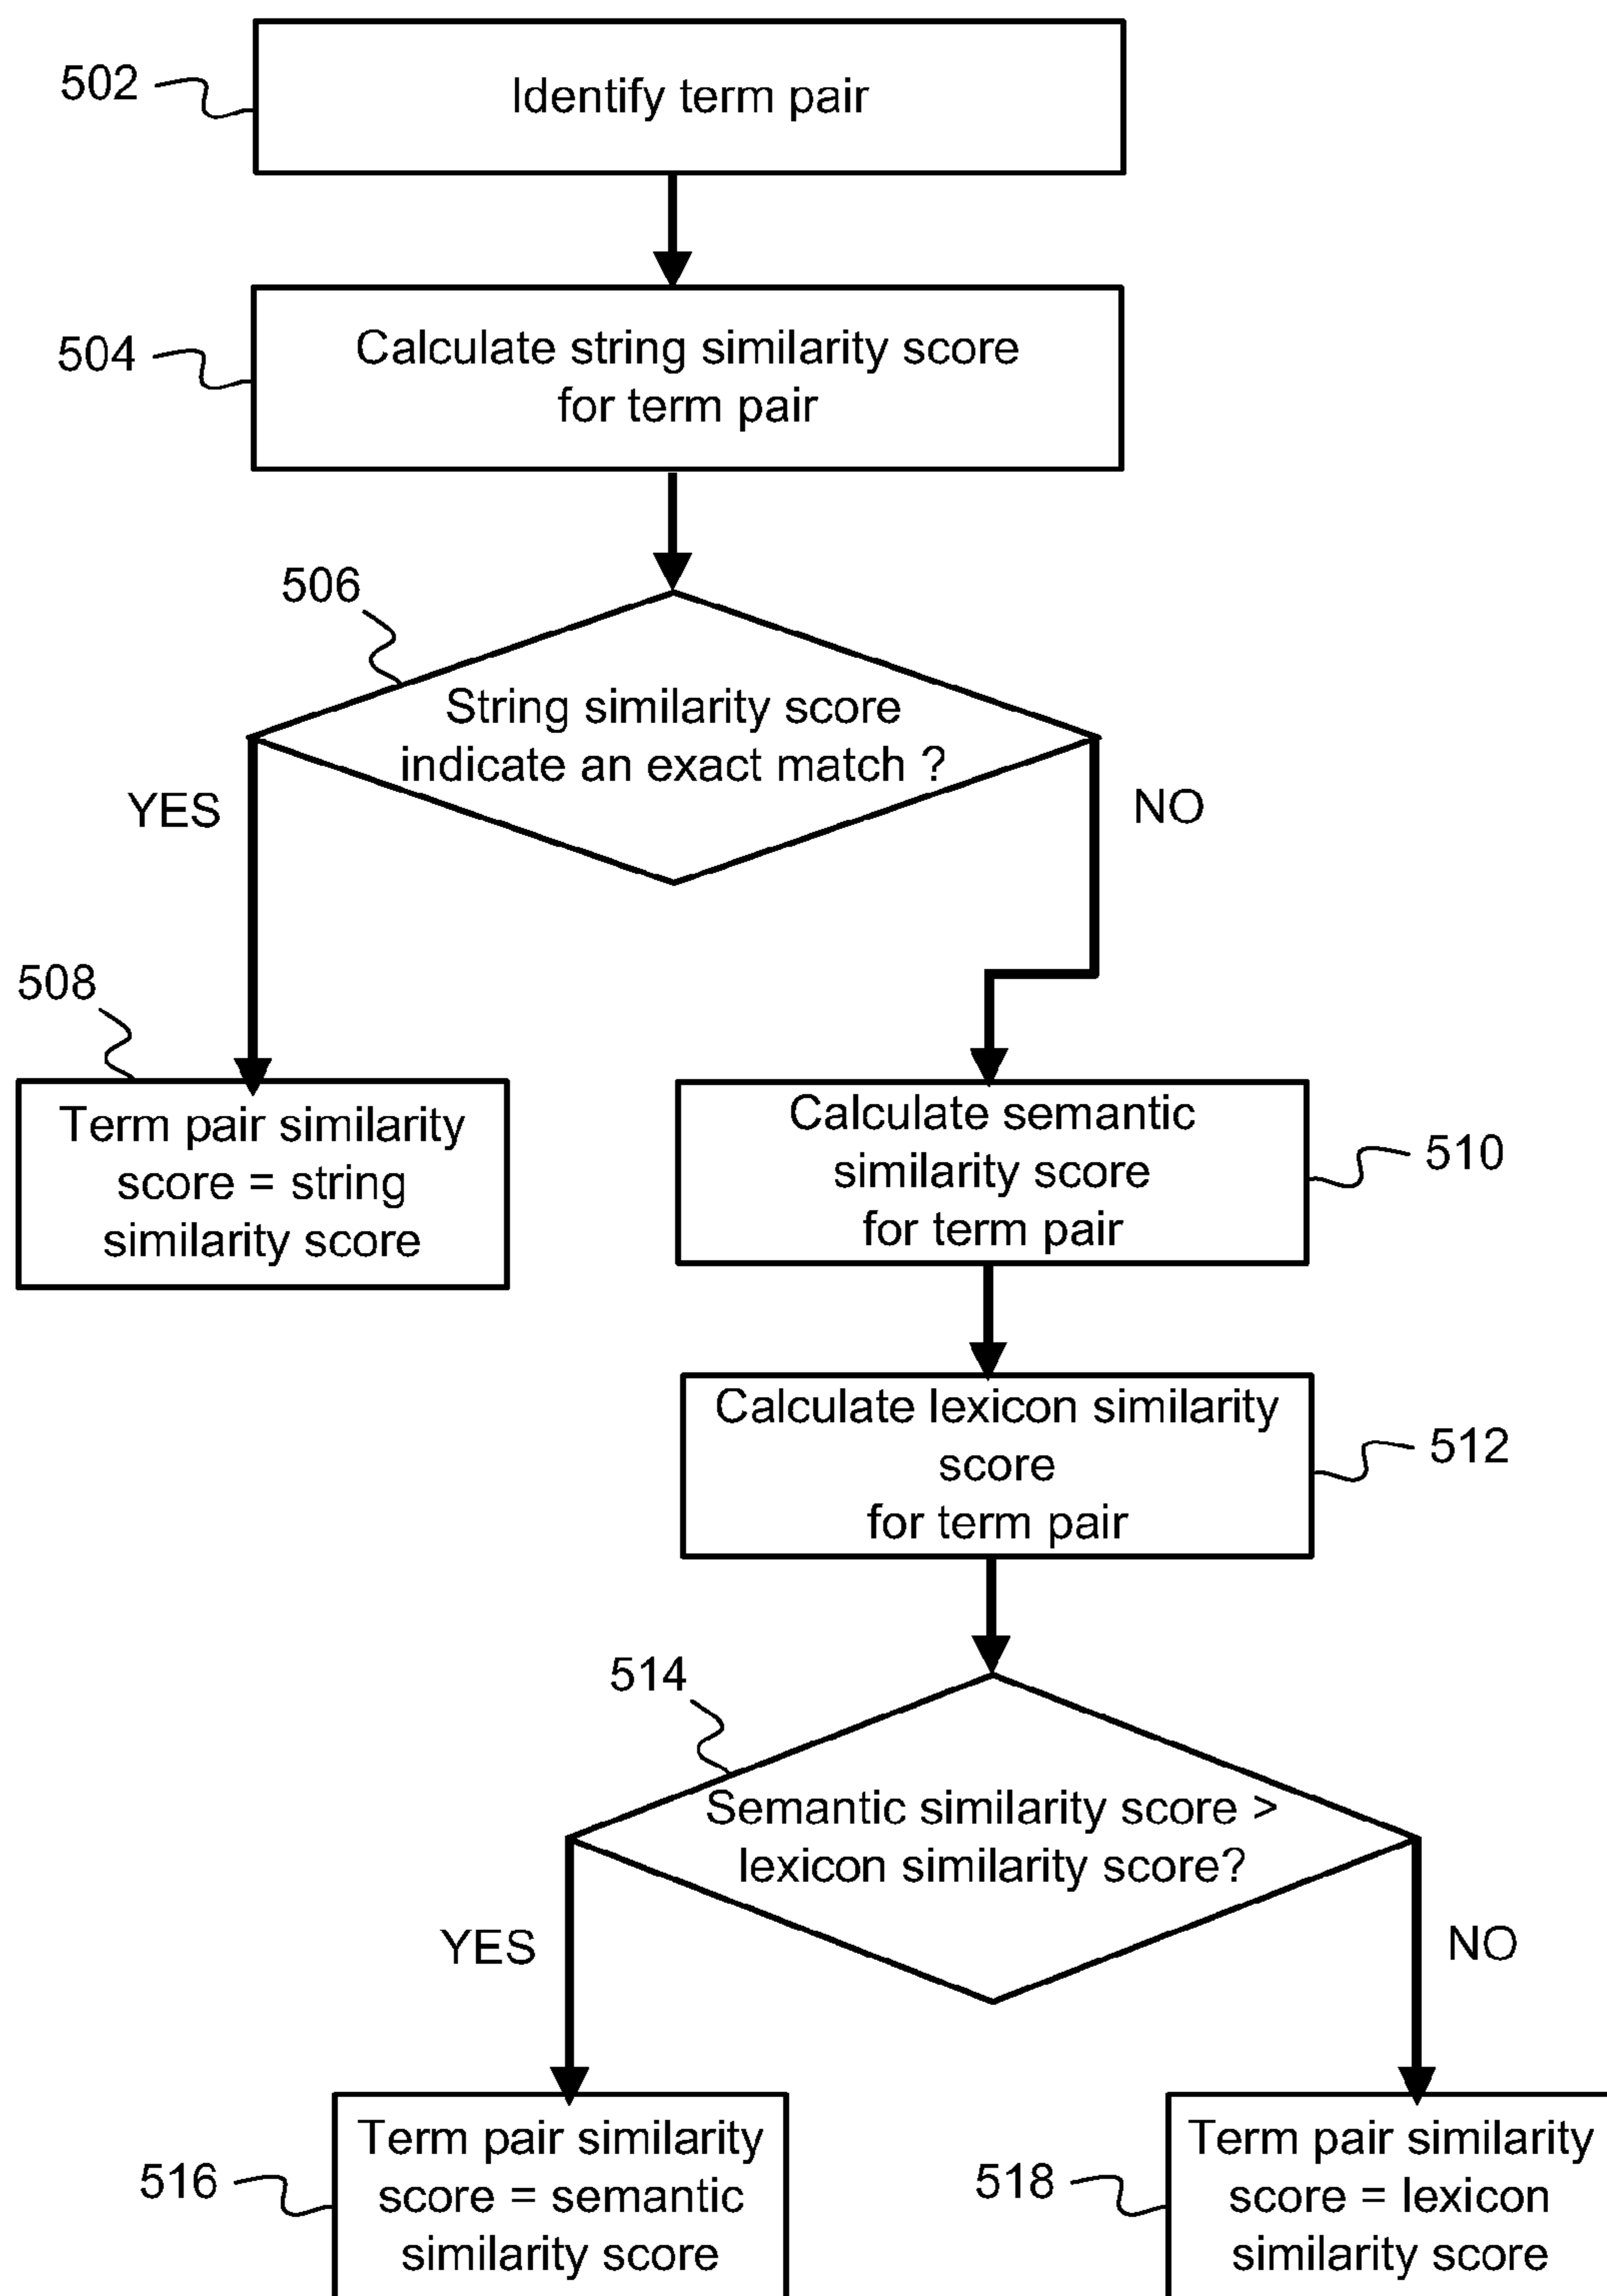 502
Identify term pair
504
Calculate string similarity score
for term pair
506
String similarity score
indicate an exact match ?
YES
NO
508
Term pair similarity
score = string
similarity score
Calculate semantic
similarity score
for term pair
510
Calculate lexicon similarity
score
for term pair
512
514
Semantic similarity score >
lexicon similarity score?
YES
NO
516
Term pair similarity
score = semantic
similarity score
518
Term pair similarity
score = lexicon
similarity score